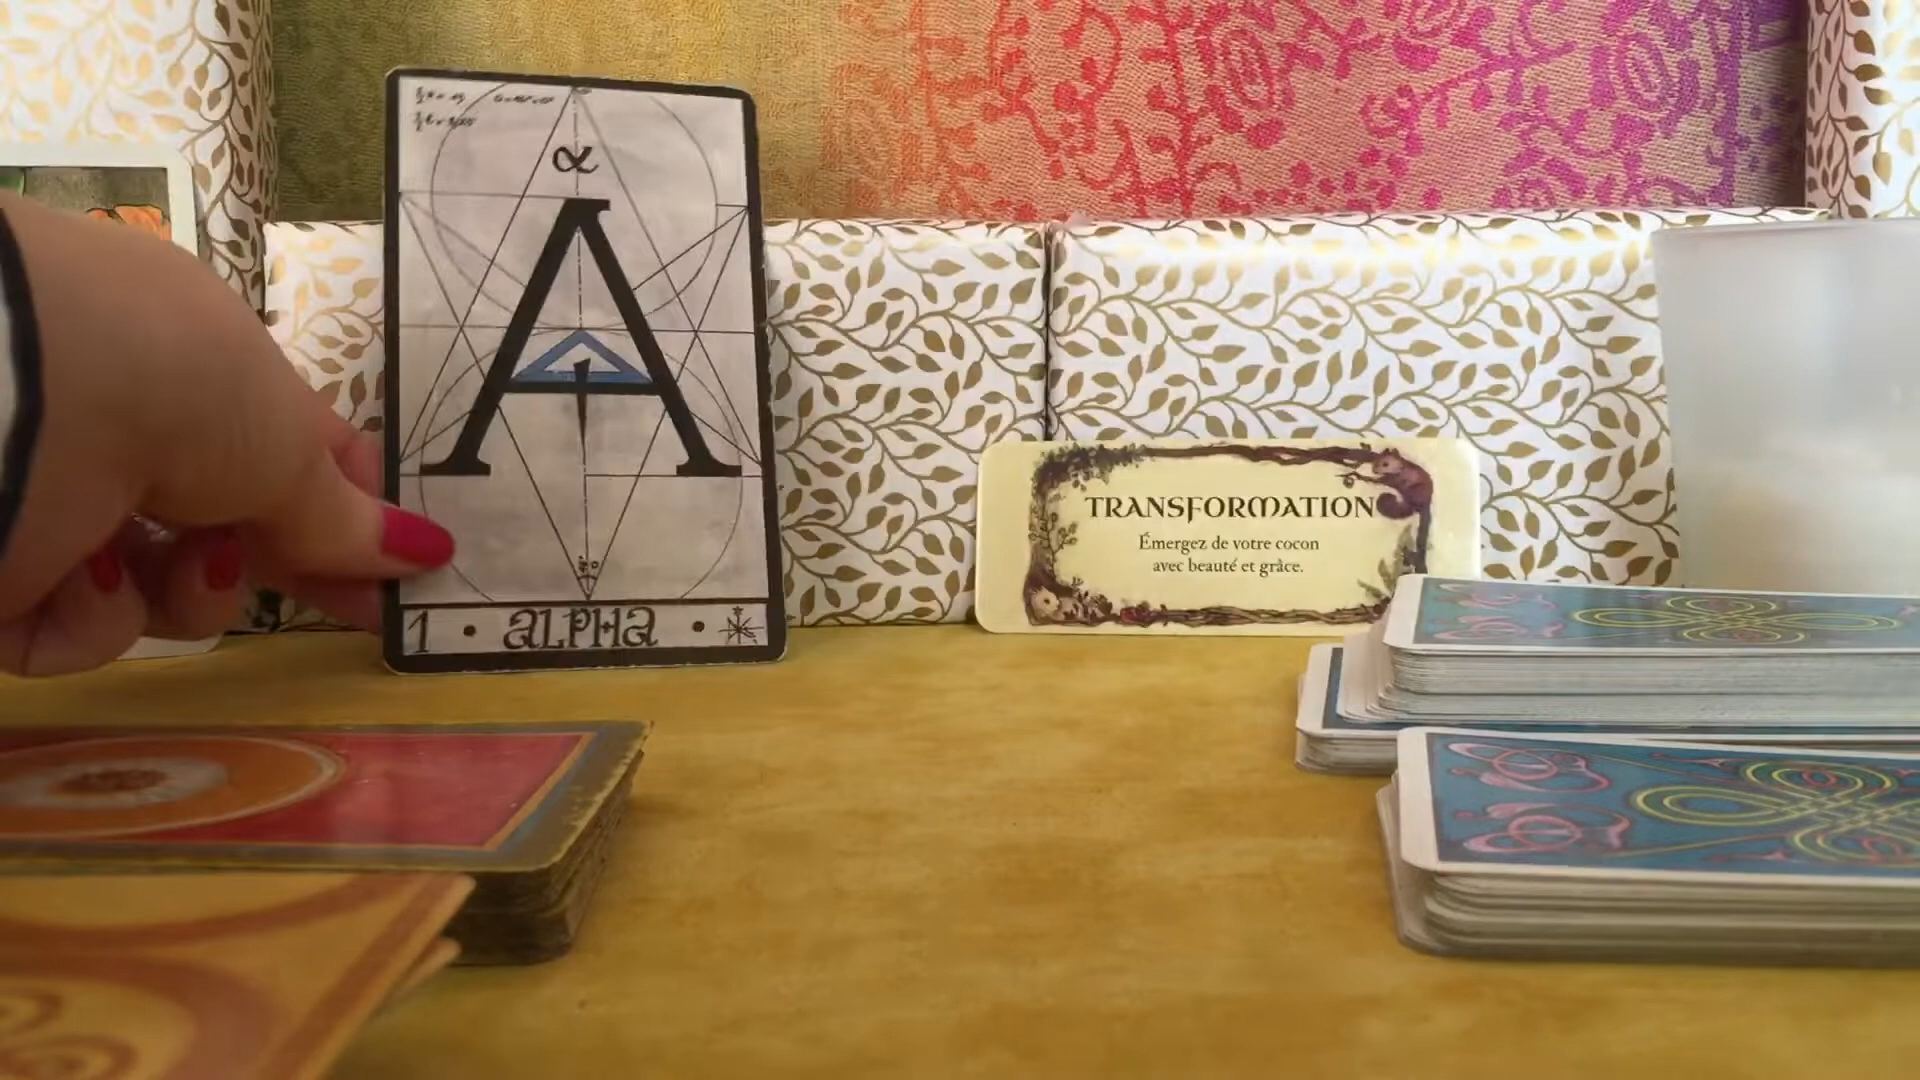 α
A
1 • ALPHA •
TRANSFORMATION
Émergez de votre cocon
avec beauté et grâce.